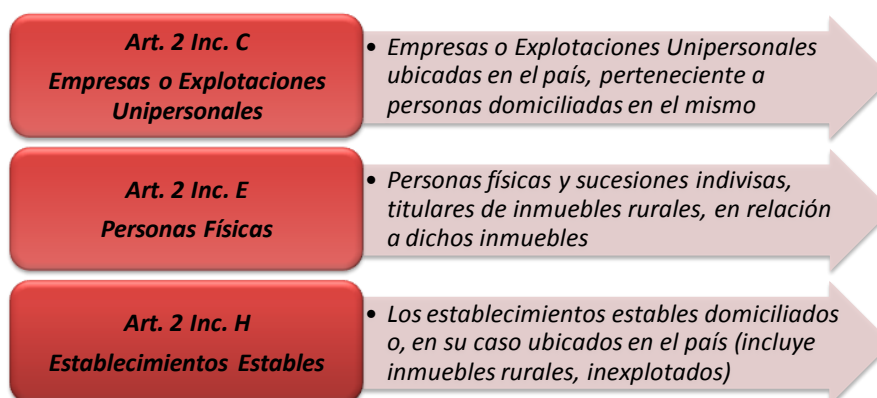 Art. 2 Inc. C
Empresas o Explotaciones
Unipersonales
• Empresas o Explotaciones Unipersonales
ubicadas en el país, perteneciente a
personas domiciliadas en el mismo
Art. 2 Inc. E
Personas Físicas
• Personas físicas y sucesiones indivisas,
titulares de inmuebles rurales, en relación
a dichos inmuebles
Art. 2 Inc. H
Establecimientos Estables
• Los establecimientos estables domiciliados
o, en su caso ubicados en el país (incluye
inmuebles rurales, inexplotados)